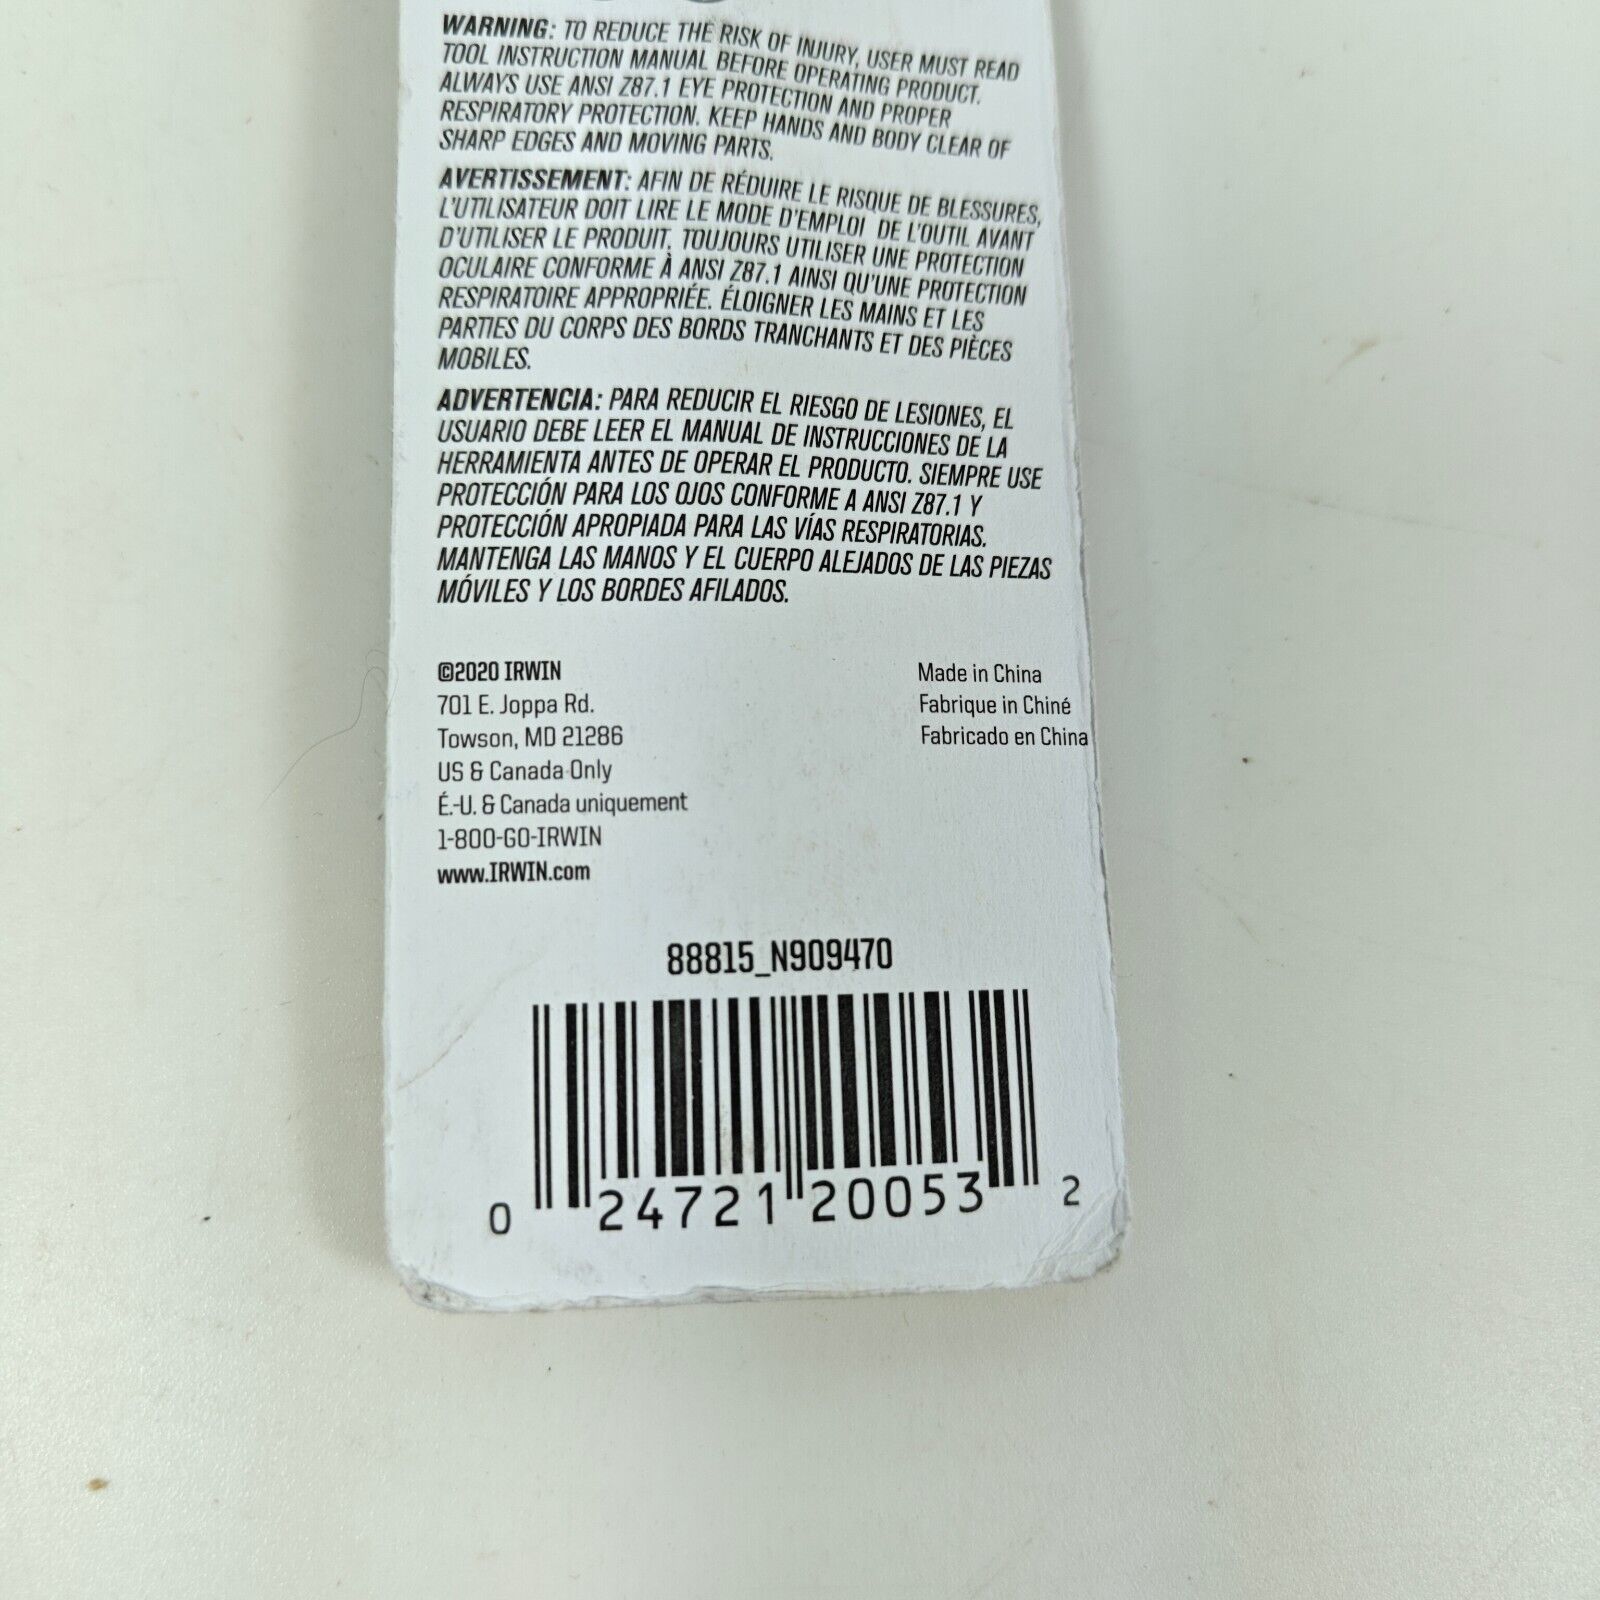 WARNING: TO REDUCE THE RISK OF INJURY, USER MUST READ
TOOL INSTRUCTION MANUAL BEFORE OPERATING PRODUCT.
ALWAYS USE ANSI Z87.1 EYE PROTECTION AND PROPER
RESPIRATORY PROTECTION. KEEP HANDS AND BODY CLEAR OF
SHARP EDGES AND MOVING PARTS.
AVERTISSEMENT: AFIN DE RÉDUIRE LE RISQUE DE BLESSURES,
L'UTILISATEUR DOIT LIRE LE MODE D'EMPLOI DE L'OUTIL AVANT
D'UTILISER LE PRODUIT. TOUJOURS UTILISER UNE PROTECTION
OCULAIRE CONFORME À ANSI Z87.1 AINSI QU'UNE PROTECTION
RESPIRATOIRE APPROPRIÉE. ÉLOIGNER LES MAINS ET LES
PARTIES DU CORPS DES BORDS TRANCHANTS ET DES PIÈCES
MOBILES.
ADVERTENCIA: PARA REDUCIR EL RIESGO DE LESIONES, EL
USUARIO DEBE LEER EL MANUAL DE INSTRUCCIONES DE LA
HERRAMIENTA ANTES DE OPERAR EL PRODUCTO. SIEMPRE USE
PROTECCIÓN PARA LOS OJOS CONFORME A ANSI Z87.1 Y
PROTECCIÓN APROPIADA PARA LAS VÍAS RESPIRATORIAS.
MANTENGA LAS MANOS Y EL CUERPO ALEJADOS DE LAS PIEZAS
MÓVILES Y LOS BORDES AFILADOS.
©2020 IRWIN
701 E. Joppa Rd.
Towson, MD 21286
US & Canada Only
É.-U. & Canada uniquement
1-800-GO-IRWIN
www.IRWIN.com
Made in China
Fabrique in Chiné
Fabricado en China
88815_N909470
0 24721 20053 2